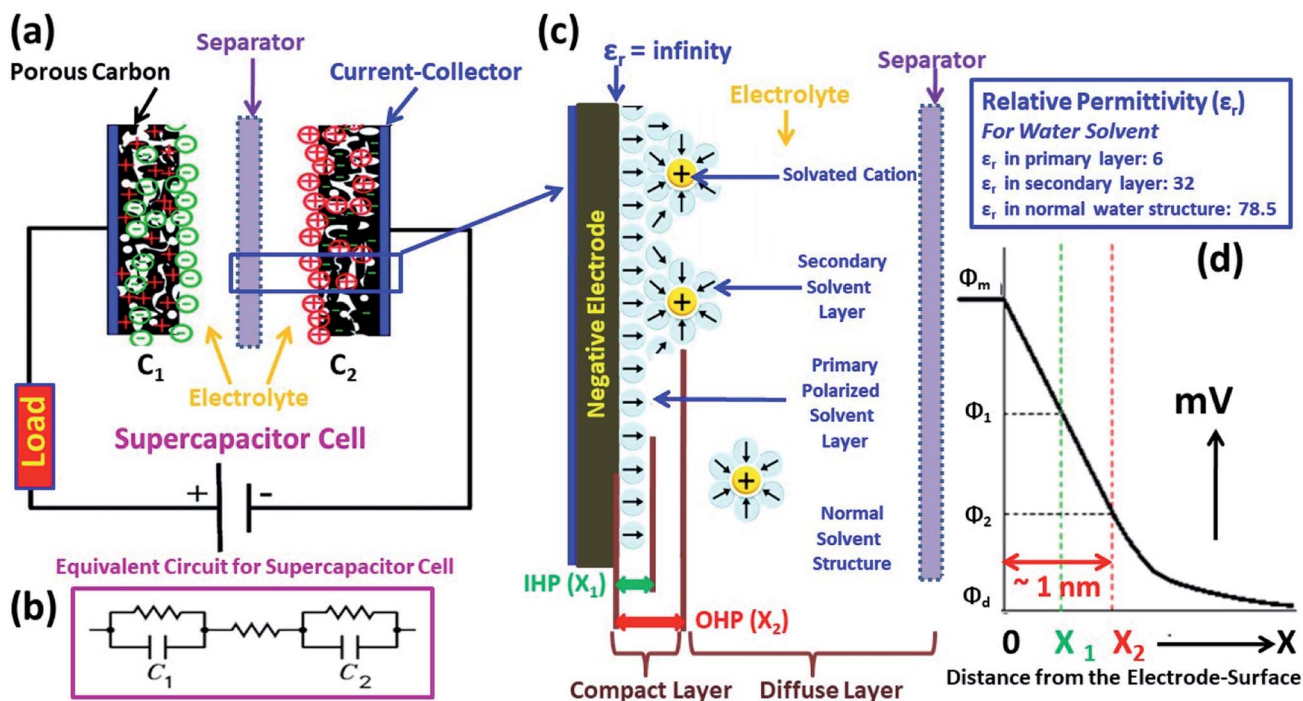 (a)
Separator
Porous Carbon
Current-Collector
C1
C2
Electrolyte
Load
Supercapacitor Cell
+
-
Equivalent Circuit for Supercapacitor Cell
(b)
C1
C2
(c)
εr = infinity
Separator
Electrolyte
Solvated Cation
Negative Electrode
Secondary
Solvent
Layer
Primary
Polarized
Solvent
Layer
Normal
Solvent
Structure
IHP (X1)
OHP (X2)
Compact Layer
Diffuse Layer
Relative Permittivity (εr)
For Water Solvent
εr in primary layer: 6
εr in secondary layer: 32
εr in normal water structure: 78.5
(d)
Φm
Φ1
Φ2
Φd
mV
~ 1 nm
0
X1
X2
X
Distance from the Electrode-Surface